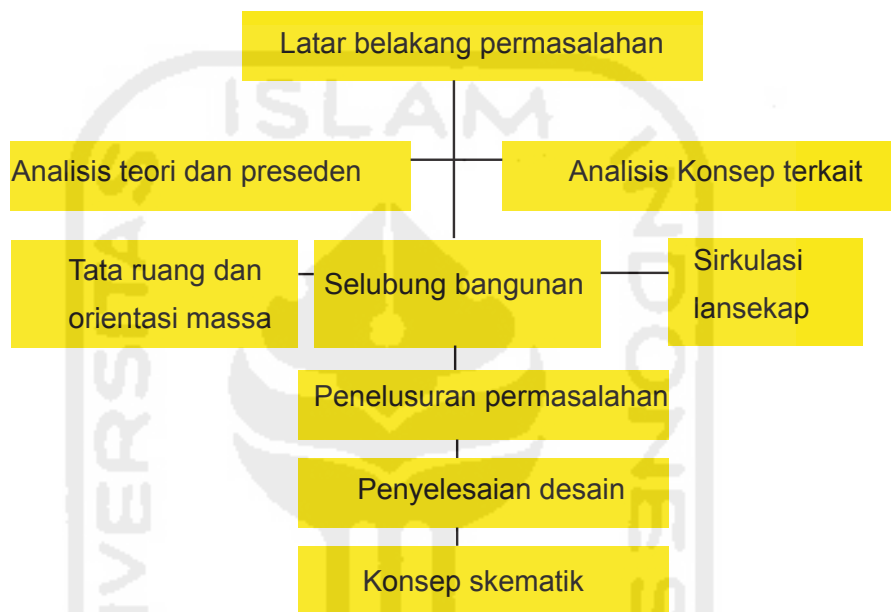 Latar belakang permasalahan
ISLAM
Analisis teori dan preseden
Analisis Konsep terkait
Tata ruang dan
orientasi massa
Selubung bangunan
Sirkulasi
lansekap
Penelusuran permasalahan
Penyelesaian desain
Konsep skematik